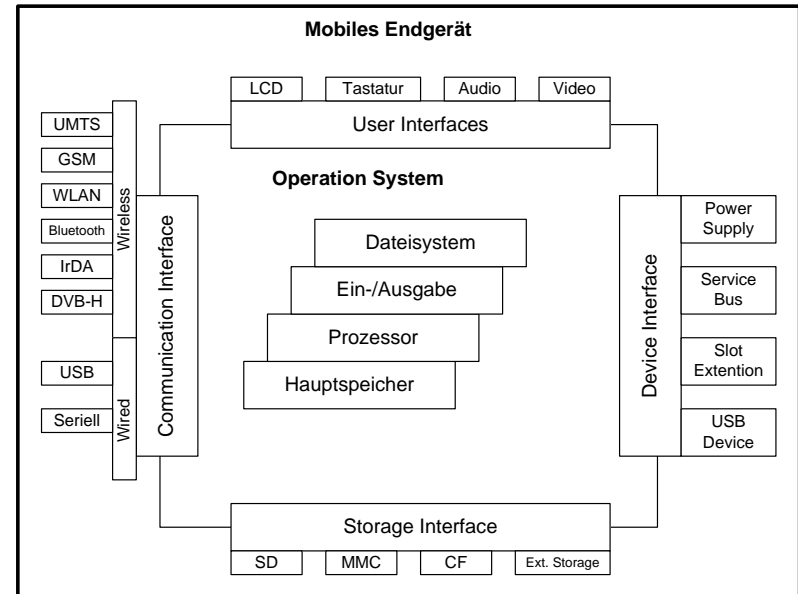 Mobiles Endgerät
LCD
Tastatur
Audio
Video
User Interfaces
UMTS
GSM
WLAN
Bluetooth
IrDA
DVB-H
Wireless
USB
Seriell
Wired
Communication Interface
Operation System
Dateisystem
Ein-/Ausgabe
Prozessor
Hauptspeicher
Device Interface
Power
Supply
Service
Bus
Slot
Extention
USB
Device
Storage Interface
SD
MMC
CF
Ext. Storage